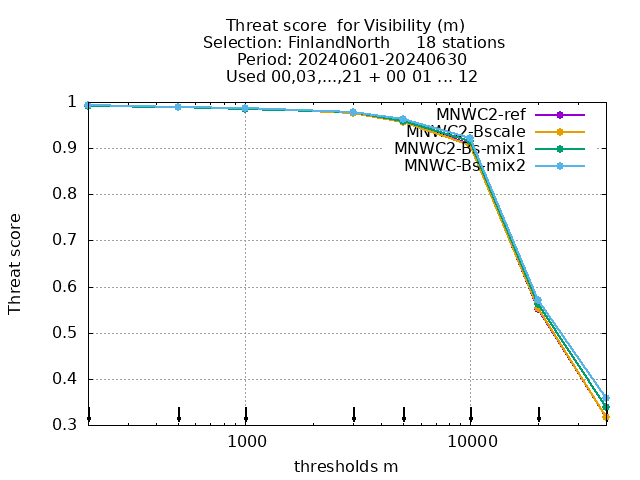 Threat score  for Visibility (m)
Selection: FinlandNorth     18 stations
Period: 20240601-20240630
Used 00,03,...,21 + 00 01 ... 12
MNWC2-ref
MNWC2-Bscale
MNWC2-Bs-mix1
MNWC-Bs-mix2
1
0.9
0.8
0.7
0.6
0.5
0.4
0.3
Threat score
1000
10000
thresholds m